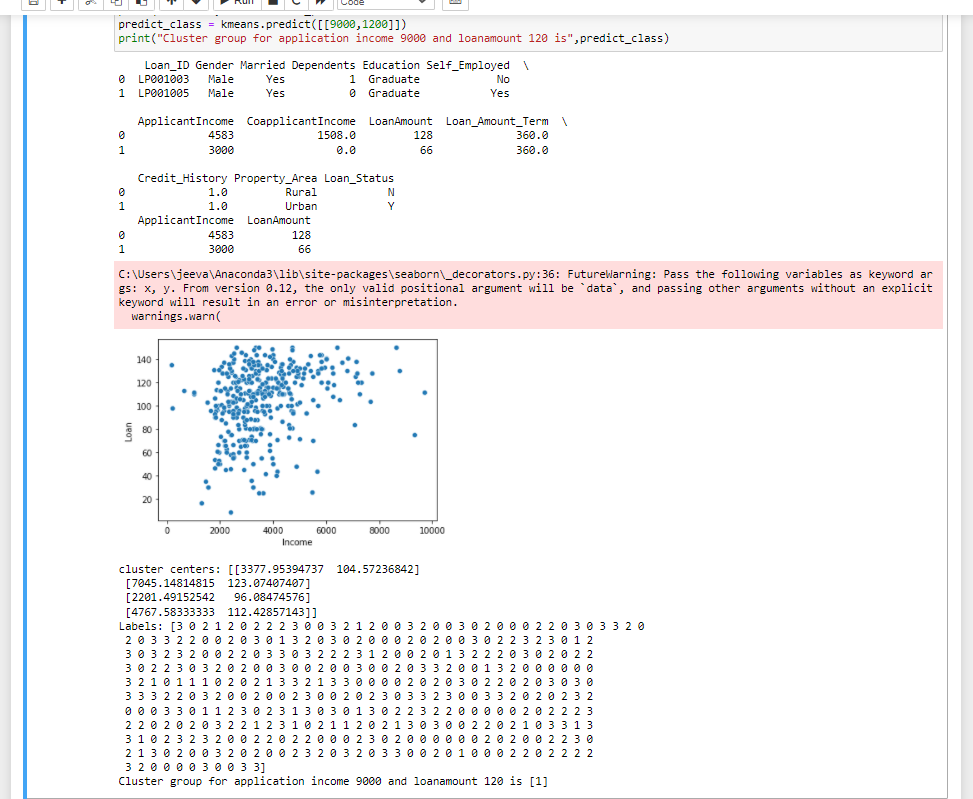 Run
Code
predict_class = kmeans.predict([[9000,1200]])
print("Cluster group for application income 9000 and loanamount 120 is",predict_class)
Loan_ID Gender Married Dependents Education Self_Employed \
0 LP001003 Male Yes 1 Graduate No
1 LP001005 Male Yes 0 Graduate Yes
ApplicantIncome CoapplicantIncome LoanAmount Loan_Amount_Term \
0 4583 1508.0 128 360.0
1 3000 0.0 66 360.0
Credit_History Property_Area Loan_Status
0 1.0 Rural N
1 1.0 Urban Y
ApplicantIncome LoanAmount
0 4583 128
1 3000 66
C:\Users\jeeva\Anaconda3\lib\site-packages\seaborn\_decorators.py:36: FutureWarning: Pass the following variables as keyword ar
gs: x, y. From version 0.12, the only valid positional argument will be `data`, and passing other arguments without an explicit
keyword will result in an error or misinterpretation.
warnings.warn(
140
120
100
80
60
40
20
Loan
0 2000 4000 6000 8000 10000
Income
cluster centers: [[3377.95394737 104.57236842]
[7045.14814815 123.07407407]
[2201.49152542 96.08474576]
[4767.58333333 112.42857143]]
Labels: [3 0 2 1 2 0 2 2 2 3 0 0 3 2 1 2 0 0 3 2 0 0 3 0 2 0 0 0 2 2 0 3 0 3 3 2 0
2 0 3 3 2 2 0 0 2 0 3 0 1 3 2 0 3 0 2 0 0 0 2 0 2 0 0 3 0 2 2 3 2 3 0 1 2
3 0 3 2 3 2 0 0 2 2 0 3 3 0 3 2 2 2 3 1 2 0 0 2 0 1 3 2 2 2 0 3 0 2 0 2 2
3 0 2 2 3 0 3 2 0 2 0 0 3 0 0 2 0 0 3 0 0 2 0 3 3 2 0 0 1 3 2 0 0 0 0 0 0
3 2 1 0 1 1 1 0 2 0 2 1 3 3 2 1 3 3 0 0 0 0 2 0 2 0 3 0 2 2 0 2 0 3 0 3 0
3 3 3 2 2 0 3 2 0 0 2 0 0 2 3 0 0 2 0 2 3 0 3 3 2 3 0 0 3 3 2 0 2 0 2 3 2
0 0 0 3 3 0 1 1 2 3 0 2 3 1 3 0 3 0 1 3 0 2 2 3 2 2 0 0 0 0 0 2 0 2 2 2 3
2 2 0 2 0 2 0 3 2 2 1 2 3 1 0 2 1 1 2 0 2 1 3 0 3 0 0 2 2 0 2 1 0 3 3 1 3
3 1 0 2 3 2 3 2 0 0 2 2 0 2 2 0 0 0 2 3 0 2 0 0 0 0 0 0 0 2 0 2 0 0 2 2 3 0
2 1 3 0 2 0 0 3 2 0 2 0 0 2 3 2 0 3 2 0 3 3 0 0 2 0 1 0 0 0 2 2 0 2 2 2 2
3 2 0 0 0 0 3 0 0 3 3]
Cluster group for application income 9000 and loanamount 120 is [1]